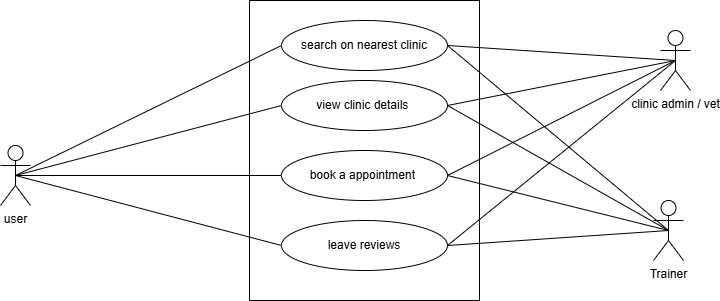 search on nearest clinic
view clinic details
clinic admin / vet
book a appointment
user
leave reviews
Trainer